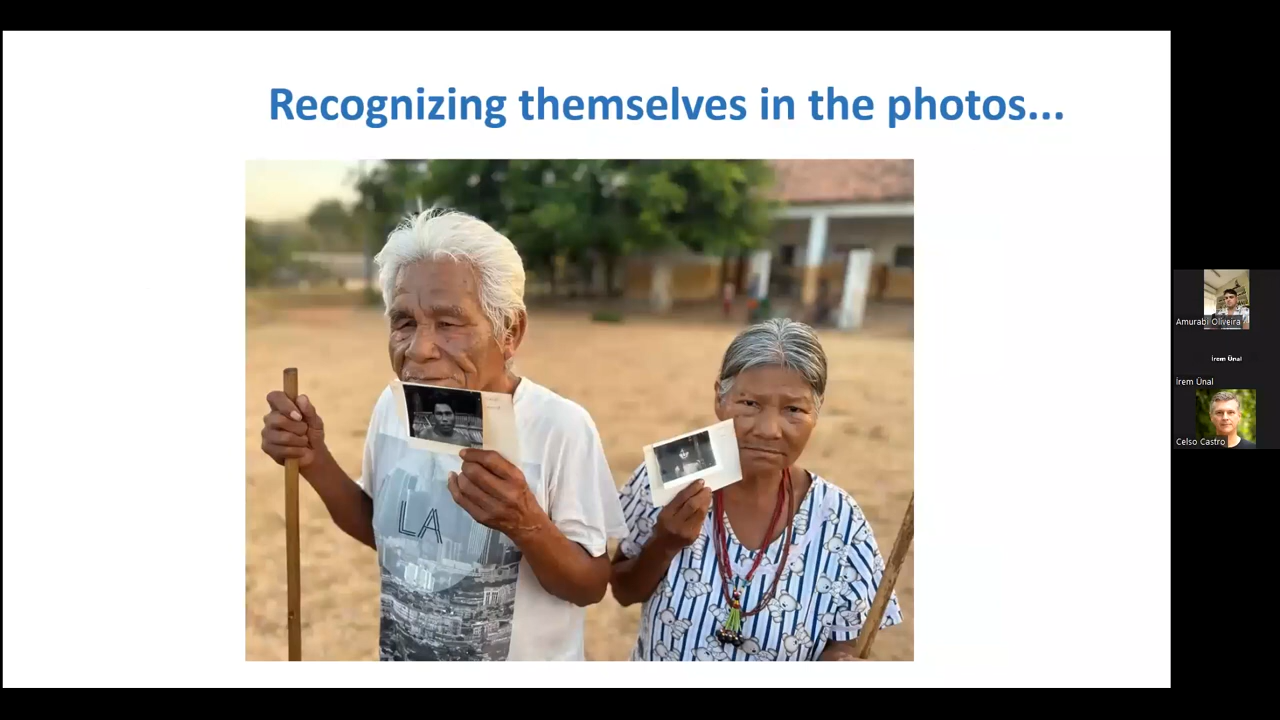 Recognizing themselves in the photos...
LA
Amurabi Oliveira
İrem Ünal
İrem Ünal
Celso Castro